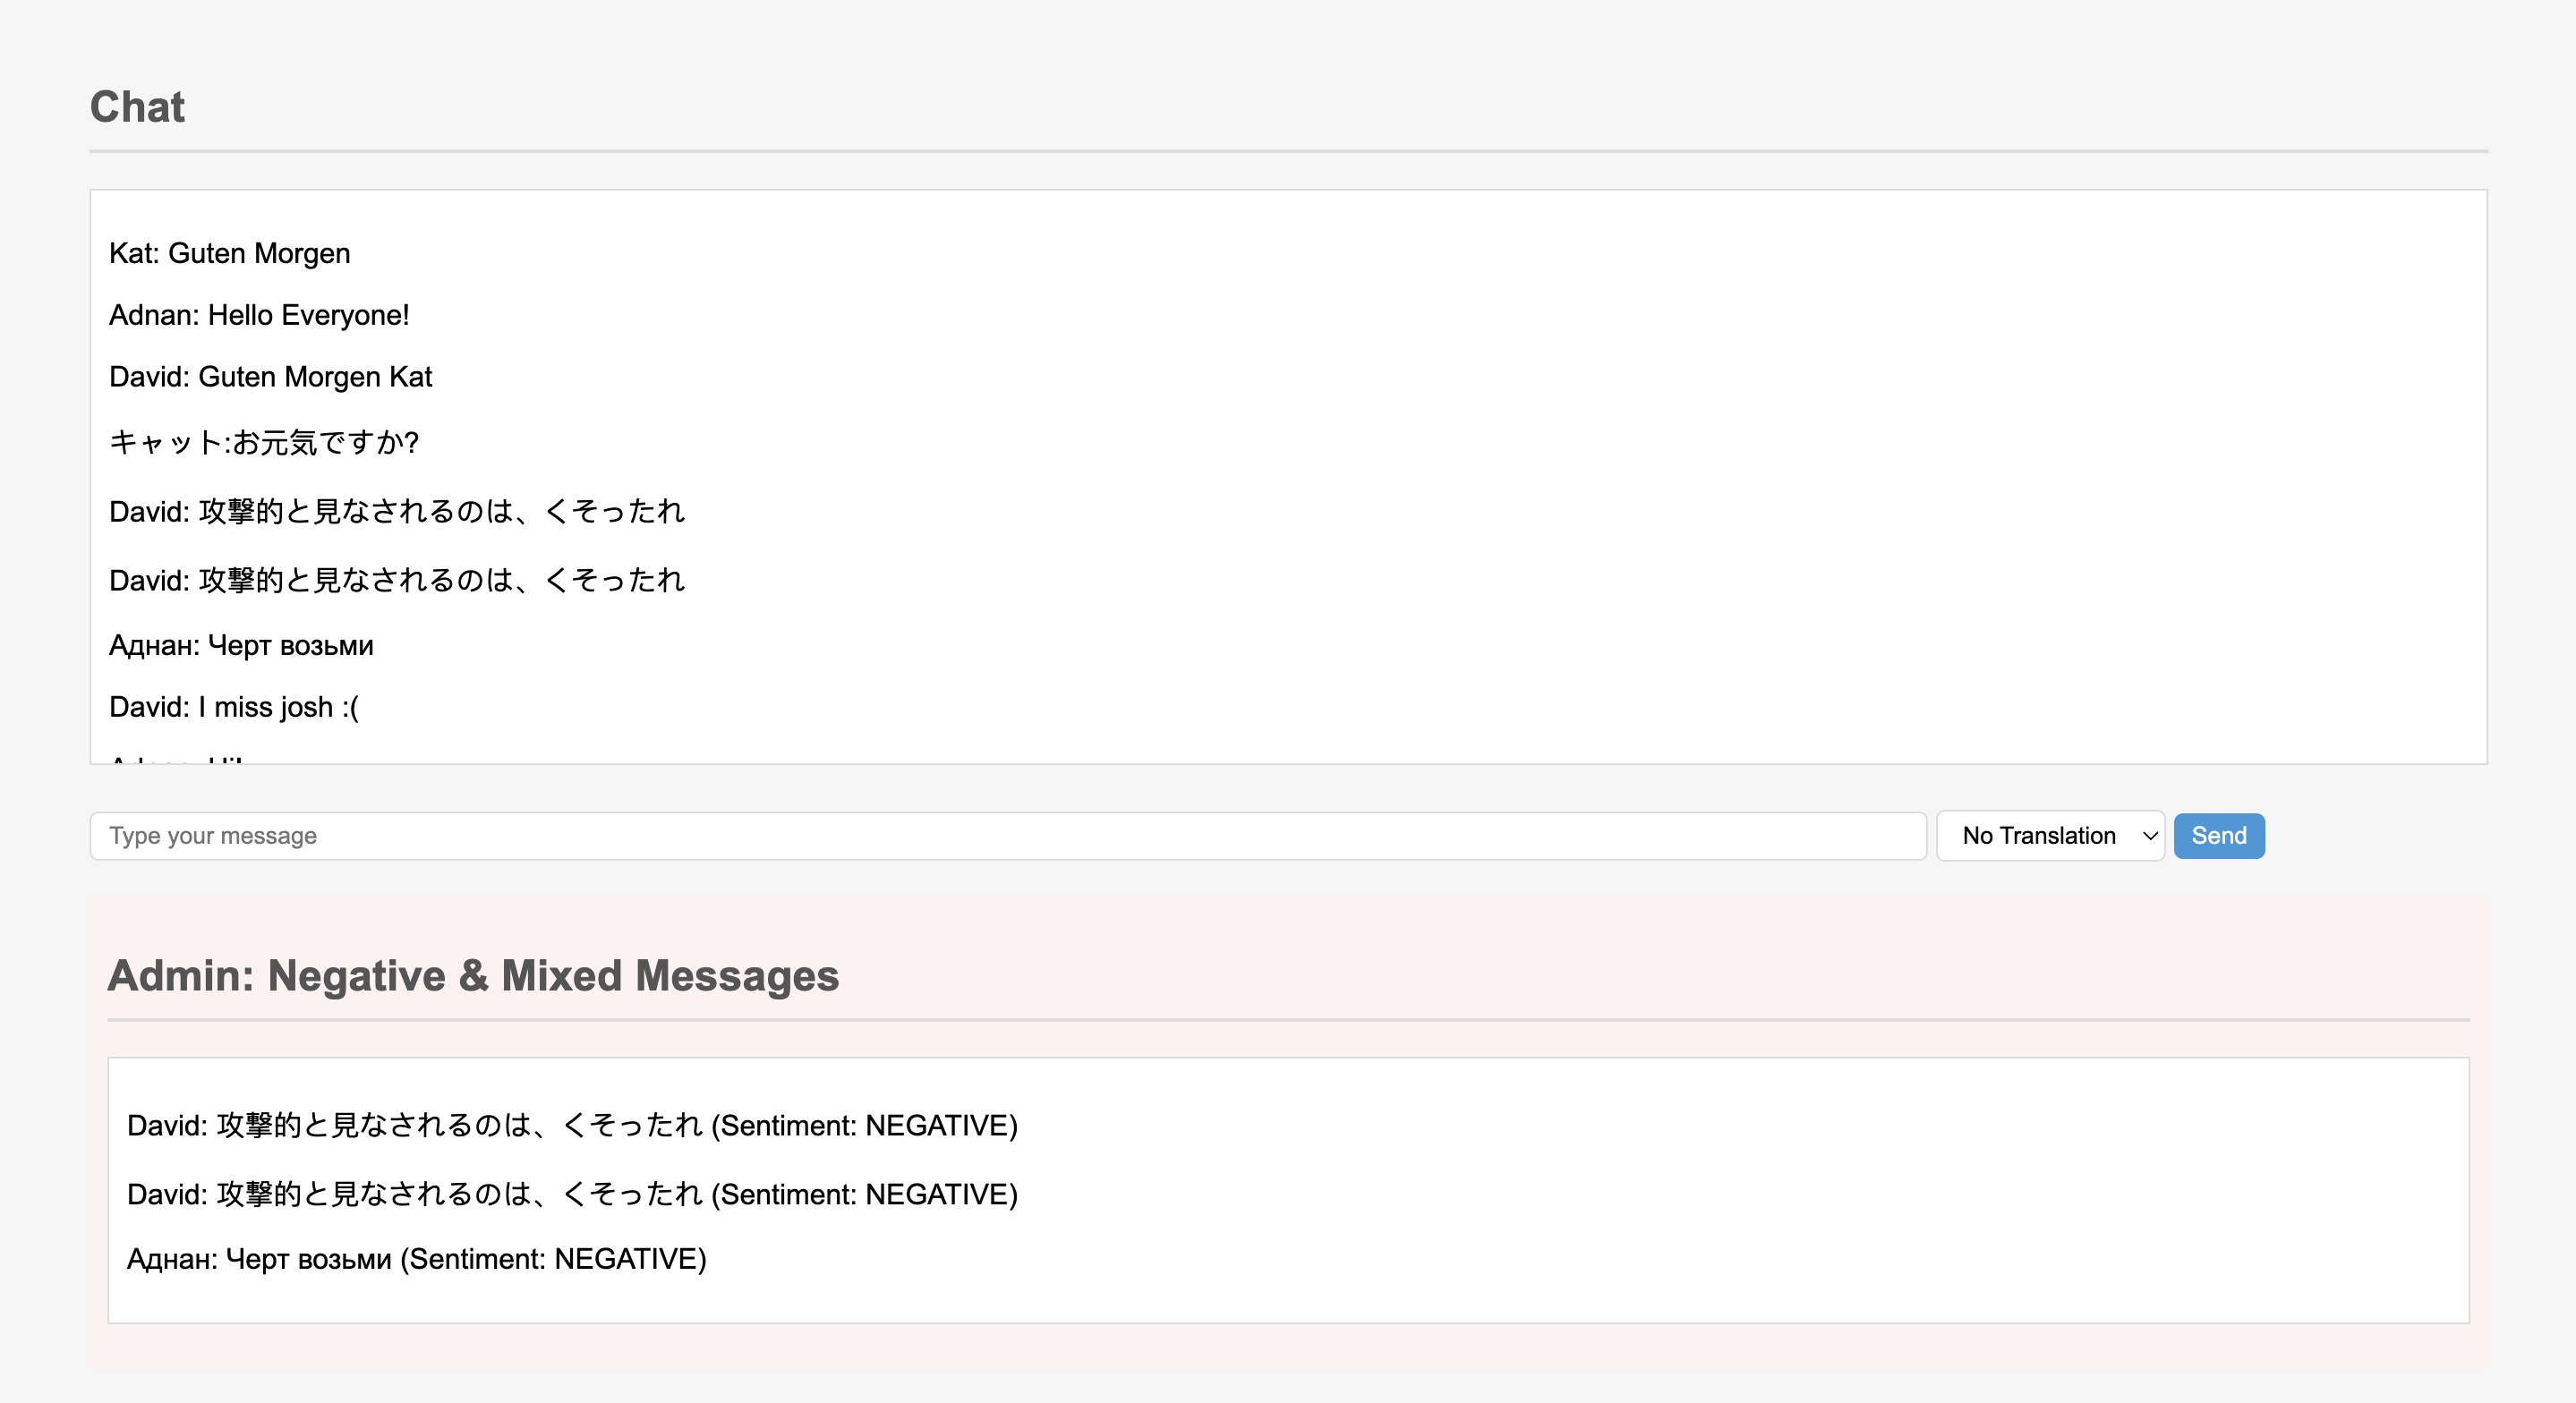 Chat
Kat: Guten Morgen
Adnan: Hello Everyone!
David: Guten Morgen Kat
キャット:お元気ですか?
David: 攻撃的と見なされるのは、くそったれ
David: 攻撃的と見なされるのは、くそったれ
Аднан: Черт возьми
David: I miss josh :(
Type your message
No Translation
Send
Admin: Negative & Mixed Messages
David: 攻撃的と見なされるのは、くそったれ (Sentiment: NEGATIVE)
David: 攻撃的と見なされるのは、くそったれ (Sentiment: NEGATIVE)
Аднан: Черт возьми (Sentiment: NEGATIVE)